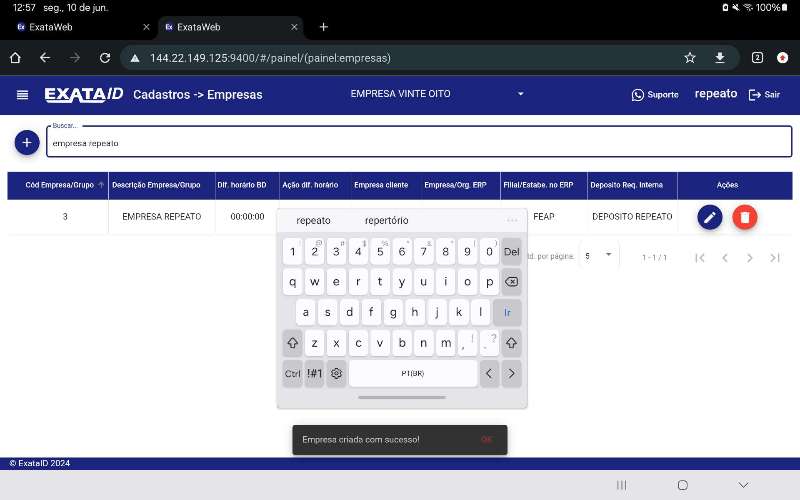 12:57 seg., 10 de jun. 100%
ExataWeb ExataWeb
144.22.149.125:9400/#/painel/(painel:empresas) 2
EXATA ID Cadastros -> Empresas EMPRESA VINTE OITO Suporte repeato Sair
Buscar...
empresa repeato
Cód Empresa/Grupo Descrição Empresa/Grupo Dif. horário BD Ação dif. horário Empresa cliente Empresa/Org. ERP Filial/Estabe. no ERP Deposito Req. Interna Ações
3 EMPRESA REPEATO 00:00:00 FEAP DEPOSITO REPEATO
repeato repertório ...
td. por página: 5 1 - 1 / 1
1 2 3 4 5 6 7 8 9 0 Del
q w e r t y u i o p
a s d f g h j k l Ir
z x c v b n m , ! . ?
Ctrl !#1 PT(BR)
Empresa criada com sucesso! OK
© ExataID 2024